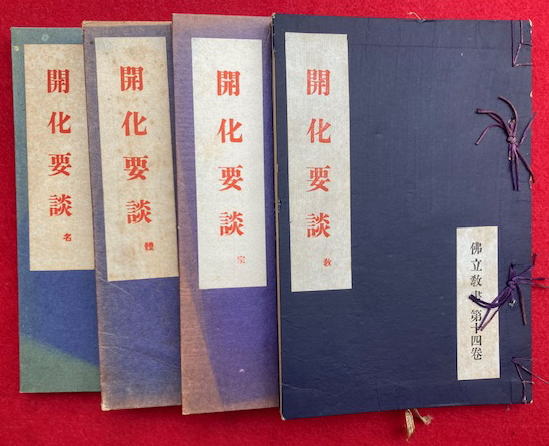 開化要談 教
佛立教書 第十四卷
開化要談 宗
開化要談 體
開化要談 名